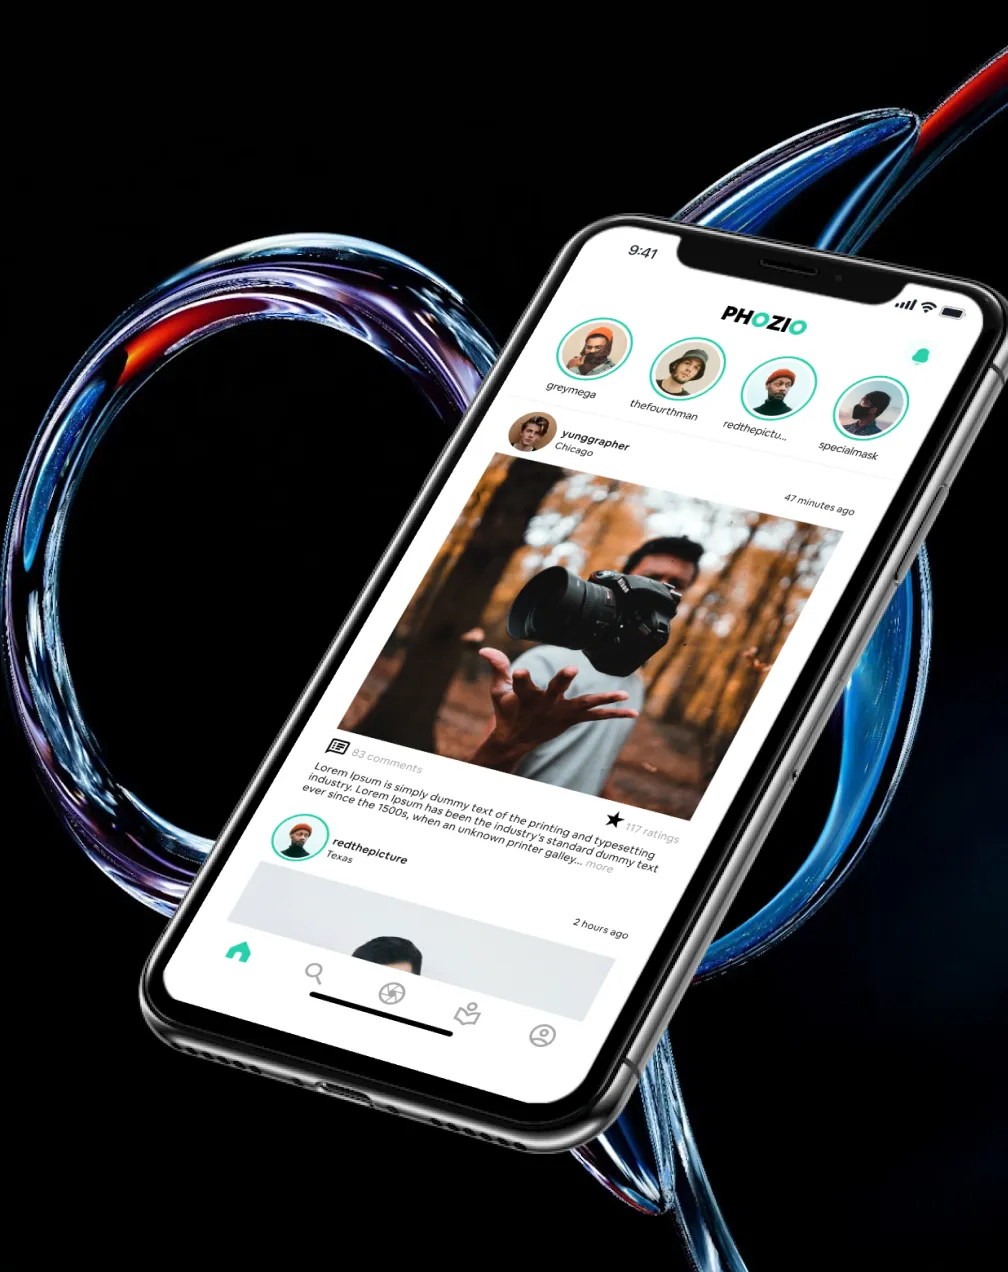 9:41
PHOZIO
greymega
thefourthman
redthepictu...
specialmask
yunggrapher
Chicago
47 minutes ago
Nikon
83 comments
117 ratings
Lorem Ipsum is simply dummy text of the printing and typesetting
industry. Lorem Ipsum has been the industry's standard dummy text
ever since the 1500s, when an unknown printer galley... more
redthepicture
Texas
2 hours ago